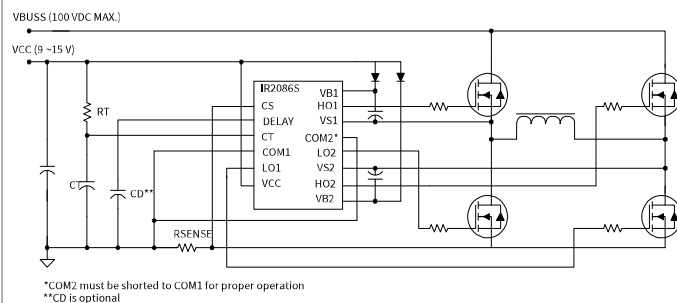 VBUSS (100 VDC MAX.)
VCC (9 ~15 V)
IR2086S
RT
CS
DELAY
CT
COM1
LO1
VCC
VB1
HO1
VS1
COM2*
LO2
VS2
HO2
VB2
CT
CD**
RSENSE
*COM2 must be shorted to COM1 for proper operation
**CD is optional